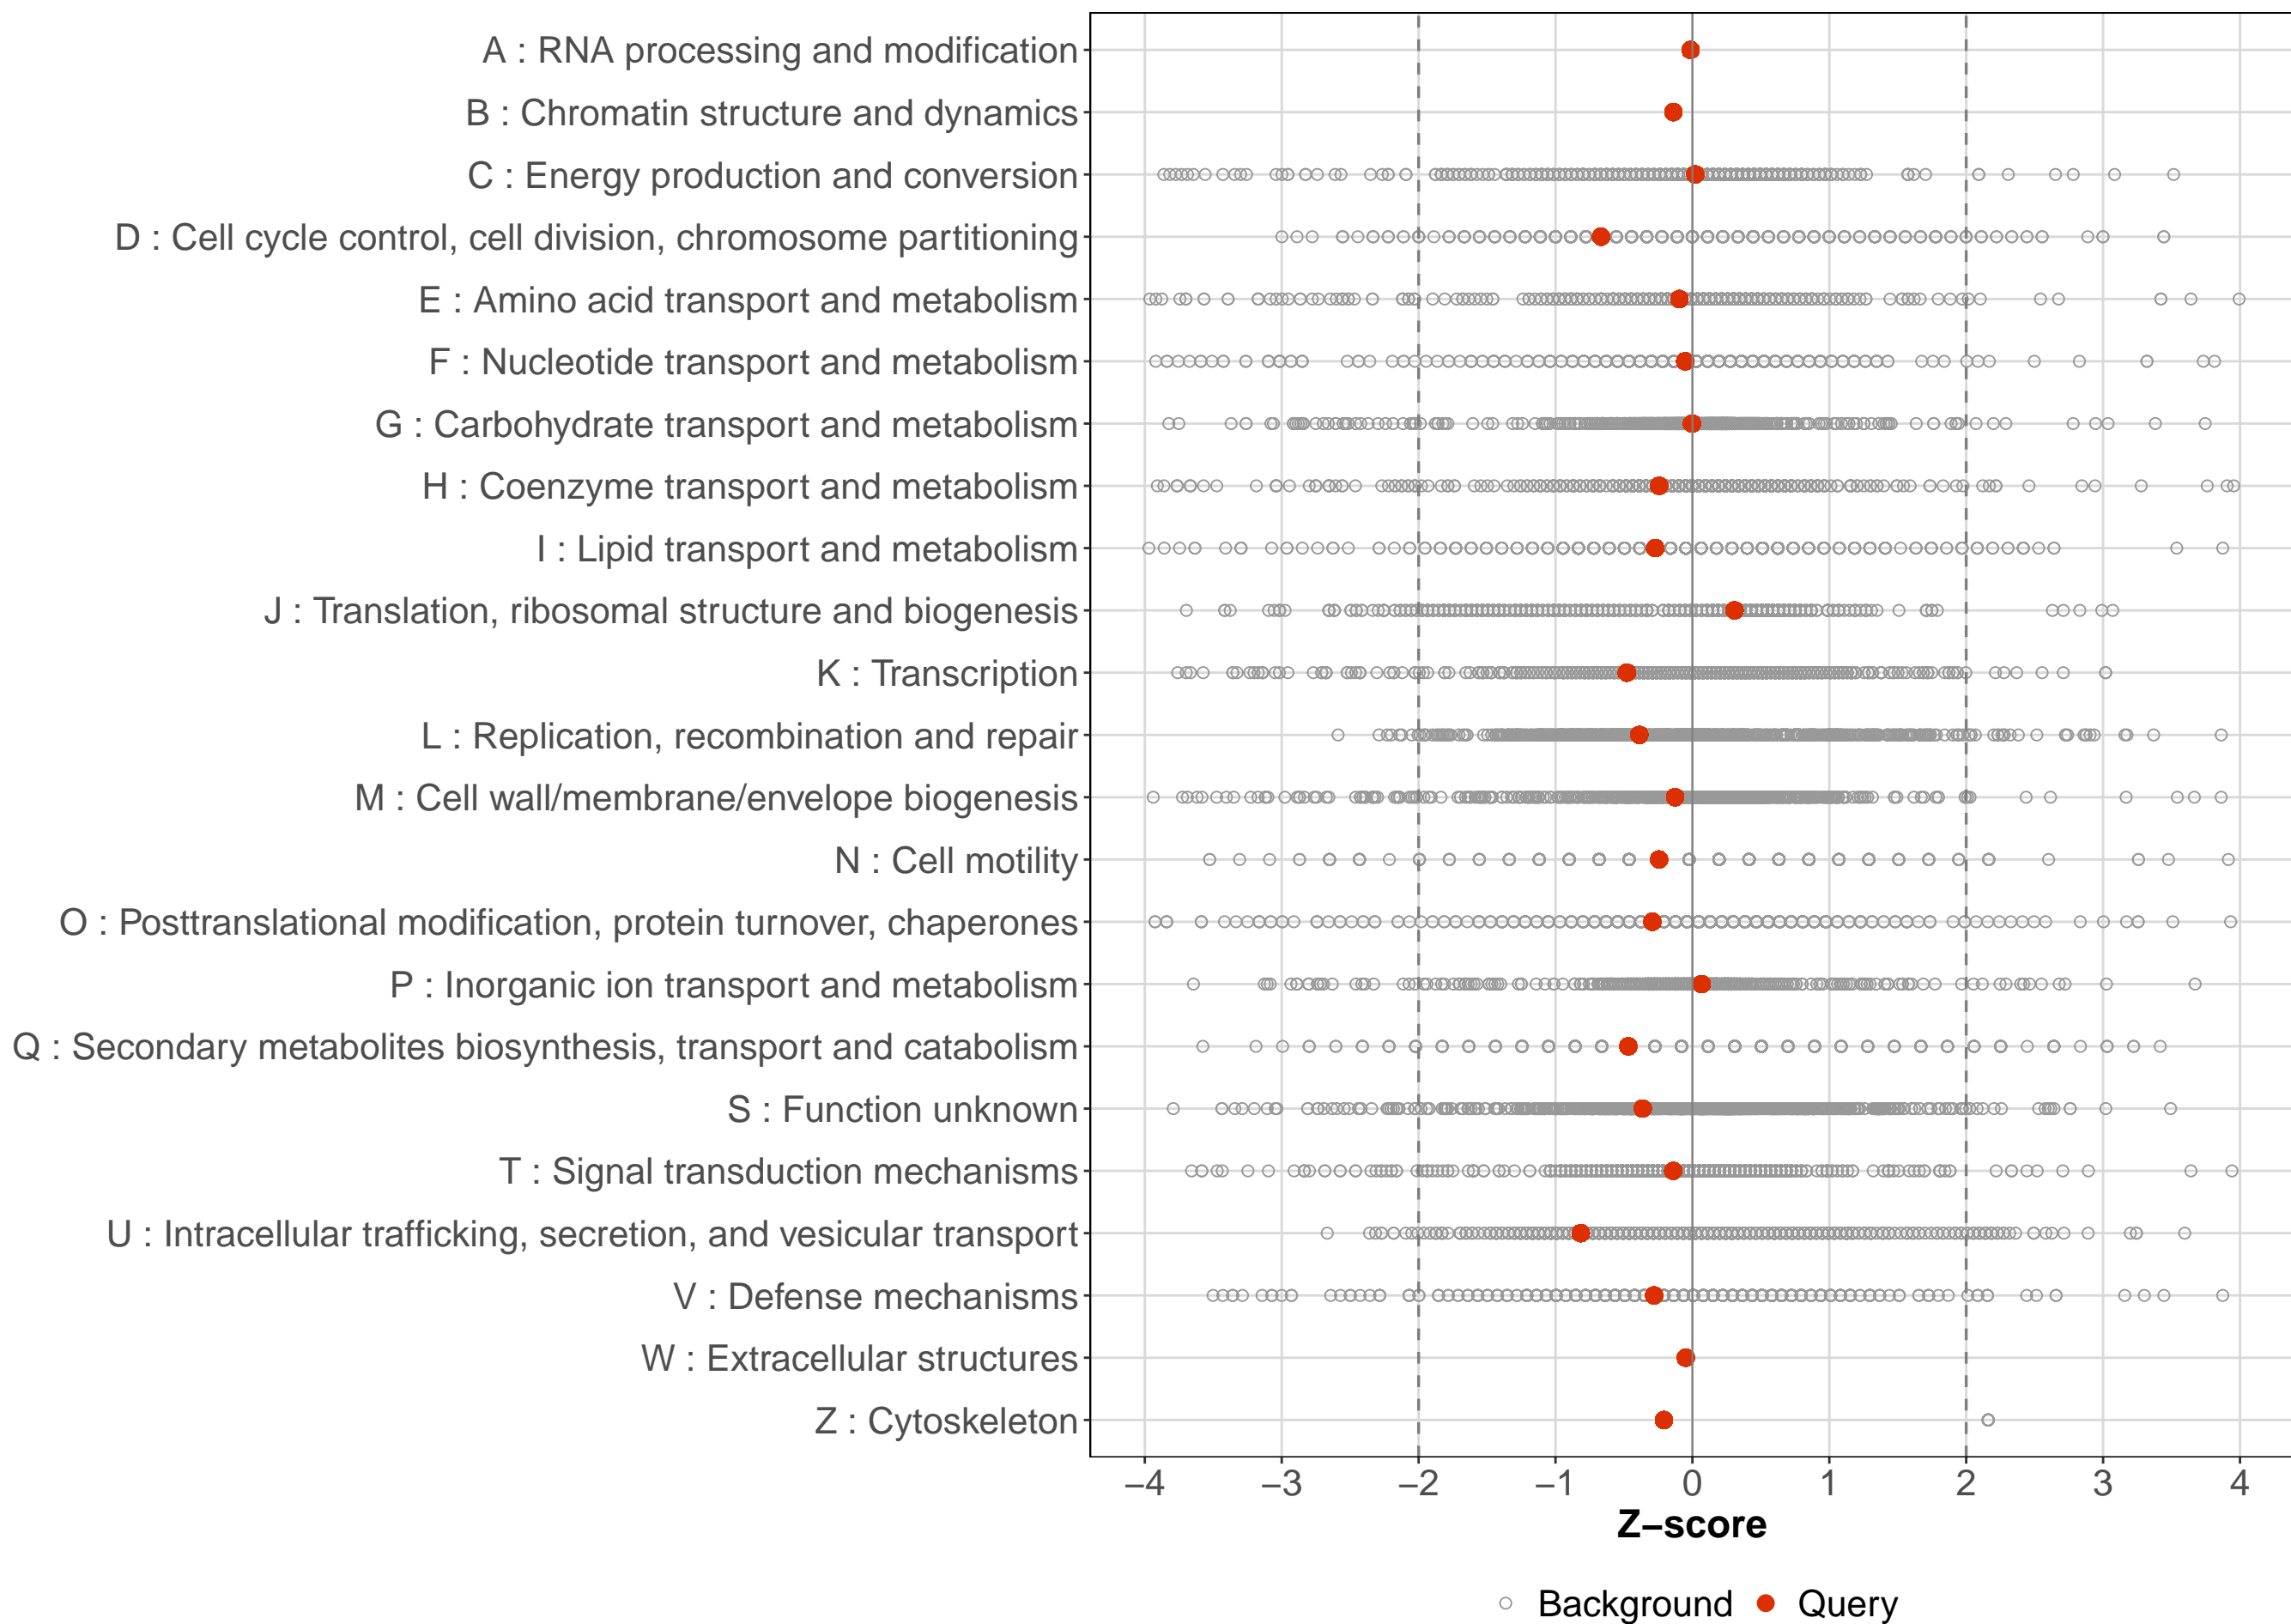 A : RNA processing and modification
B : Chromatin structure and dynamics
C : Energy production and conversion
D : Cell cycle control, cell division, chromosome partitioning
E : Amino acid transport and metabolism
F : Nucleotide transport and metabolism
G : Carbohydrate transport and metabolism
H : Coenzyme transport and metabolism
I : Lipid transport and metabolism
J : Translation, ribosomal structure and biogenesis
K : Transcription
L : Replication, recombination and repair
M : Cell wall/membrane/envelope biogenesis
N : Cell motility
O : Posttranslational modification, protein turnover, chaperones
P : Inorganic ion transport and metabolism
Q : Secondary metabolites biosynthesis, transport and catabolism
S : Function unknown
T : Signal transduction mechanisms
U : Intracellular trafficking, secretion, and vesicular transport
V : Defense mechanisms
W : Extracellular structures
Z : Cytoskeleton
−4 −3 −2 −1 0 1 2 3 4
Z−score
Background Query